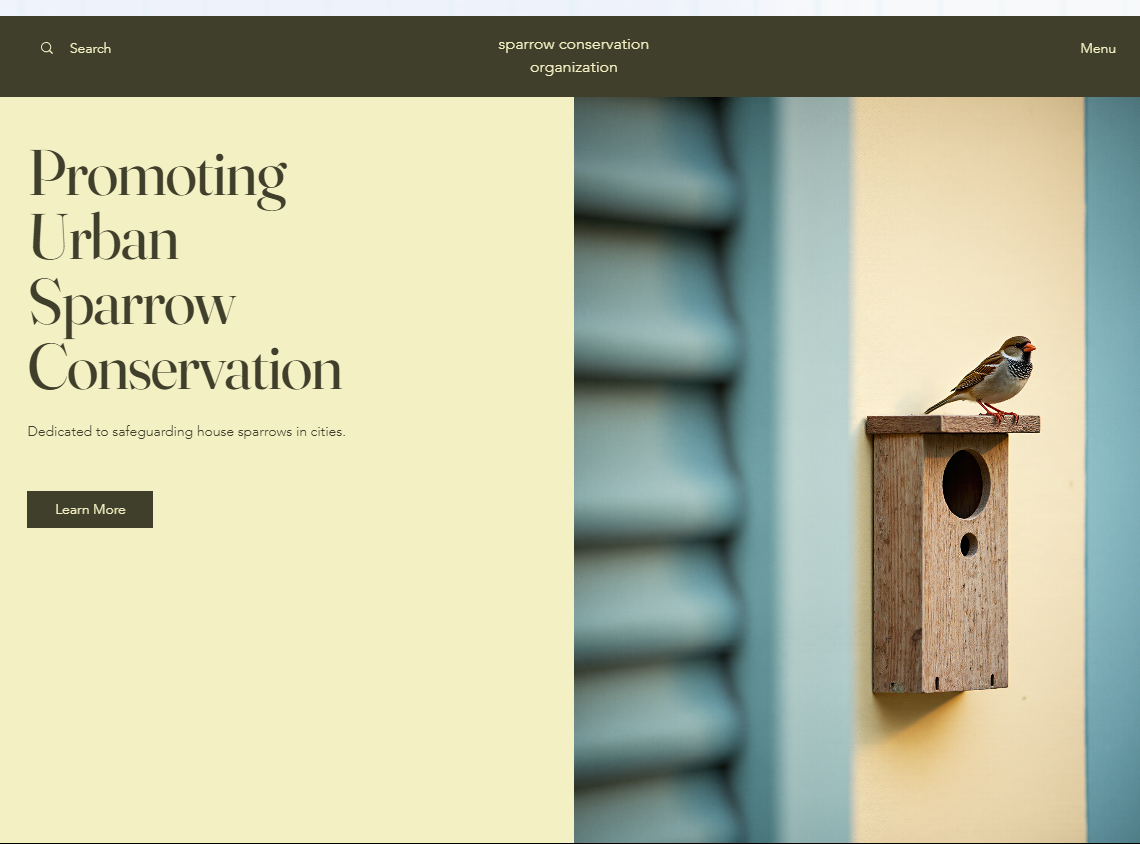 Search
sparrow conservation
organization
Menu
Promoting
Urban
Sparrow
Conservation
Dedicated to safeguarding house sparrows in cities.
Learn More